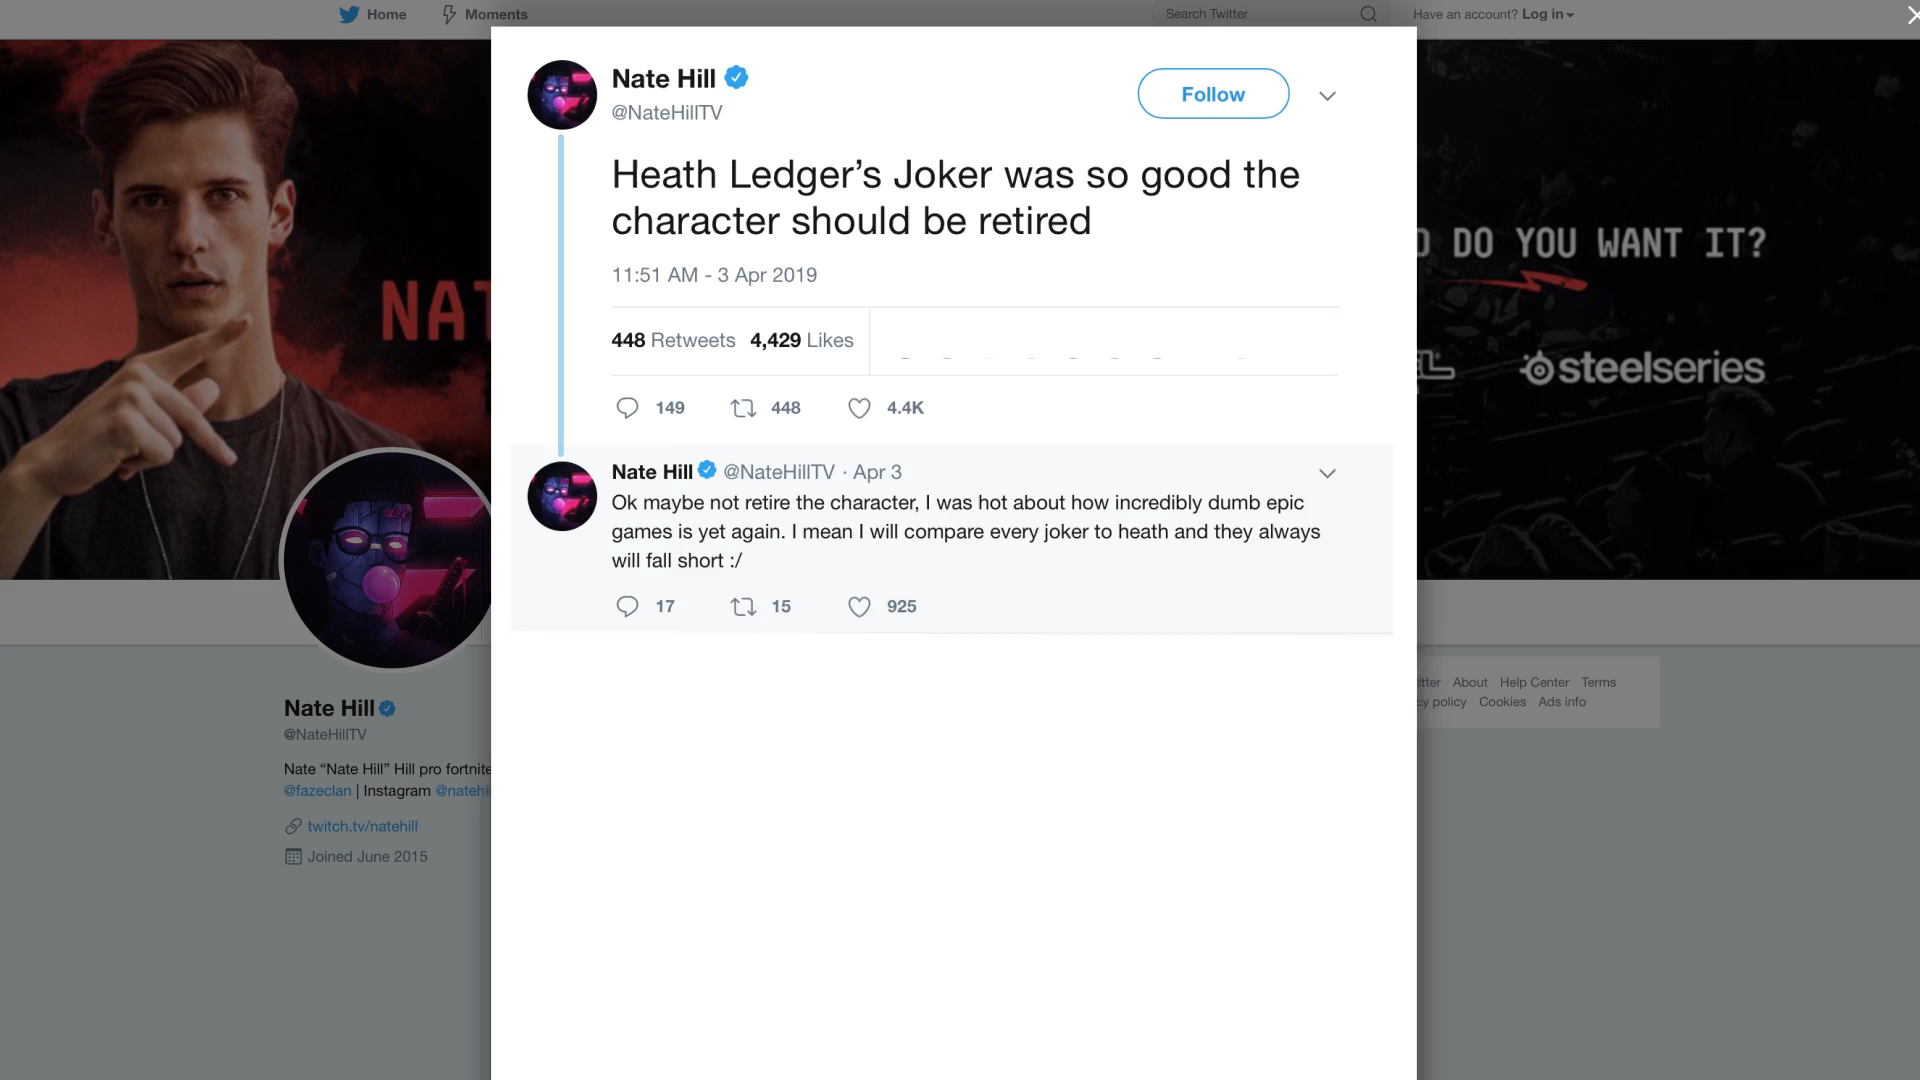 Home
Moments
Search Twitter
Have an account? Log in
Nate Hill
@NateHillTV
Follow
Heath Ledger’s Joker was so good the
character should be retired
11:51 AM - 3 Apr 2019
448 Retweets 4,429 Likes
149 448 4.4K
Nate Hill @NateHillTV · Apr 3
Ok maybe not retire the character, I was hot about how incredibly dumb epic
games is yet again. I mean I will compare every joker to heath and they always
will fall short :/
17 15 925
NAT
DO YOU WANT IT?
steelseries
FAZE
Nate Hill
@NateHillTV
Nate “Nate Hill” Hill pro fortnite
@fazeclan | Instagram @natehi
twitch.tv/natehill
Joined June 2015
itter About Help Center Terms
cy policy Cookies Ads info